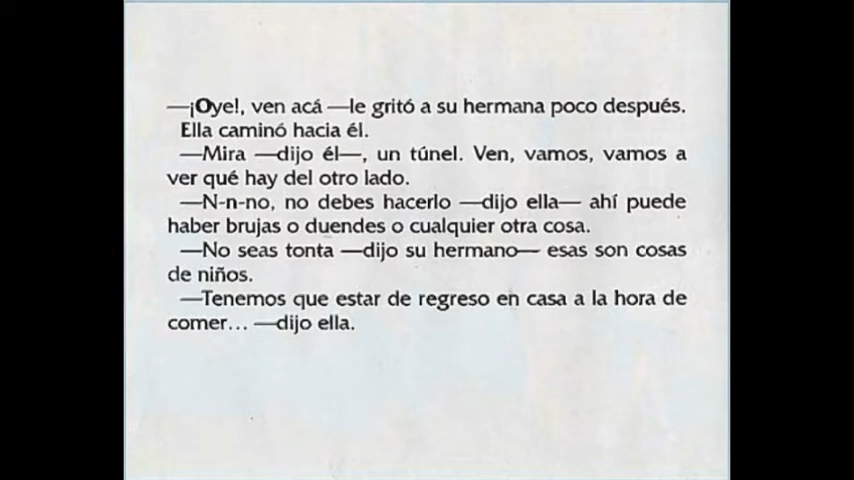 —¡Oye!, ven acá —le gritó a su hermana poco después.
Ella caminó hacia él.
—Mira —dijo él—, un túnel. Ven, vamos, vamos a
ver qué hay del otro lado.
—N-n-no, no debes hacerlo —dijo ella— ahí puede
haber brujas o duendes o cualquier otra cosa.
—No seas tonta —dijo su hermano— esas son cosas
de niños.
—Tenemos que estar de regreso en casa a la hora de
comer... —dijo ella.